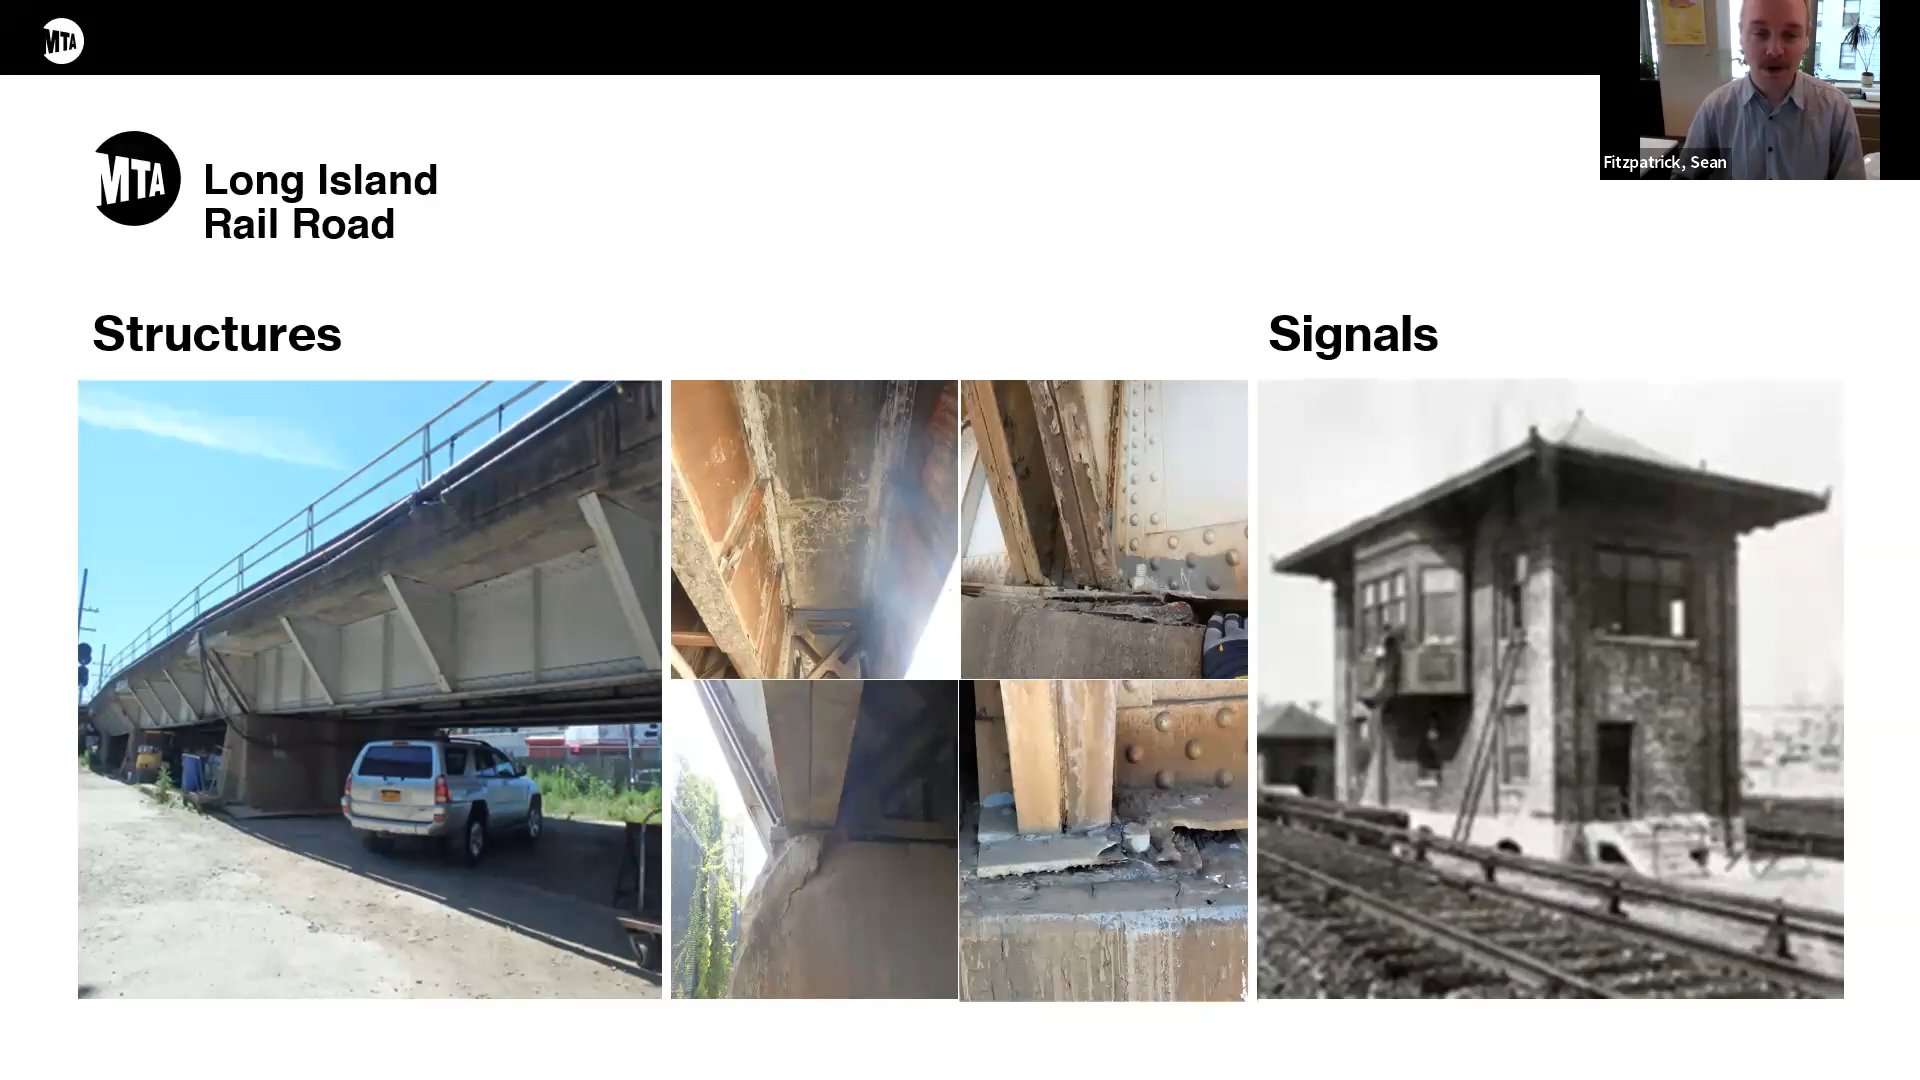 MTA
Fitzpatrick, Sean
MTA
Long Island
Rail Road
Structures
Signals